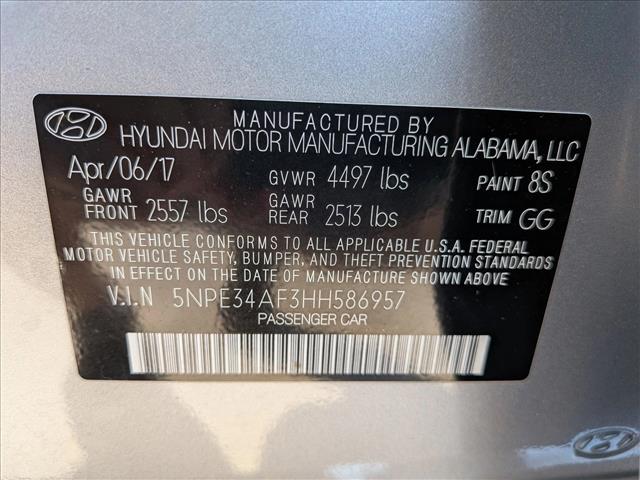 MANUFACTURED BY
HYUNDAI MOTOR MANUFACTURING ALABAMA, LLC
Apr/06/17 GVWR 4497 lbs PAINT 8S
GAWR FRONT 2557 lbs GAWR REAR 2513 lbs TRIM GG
THIS VEHICLE CONFORMS TO ALL APPLICABLE U.S.A. FEDERAL
MOTOR VEHICLE SAFETY, BUMPER, AND THEFT PREVENTION STANDARDS
IN EFFECT ON THE DATE OF MANUFACTURE SHOWN ABOVE
V.I.N 5NPE34AF3HH586957
PASSENGER CAR